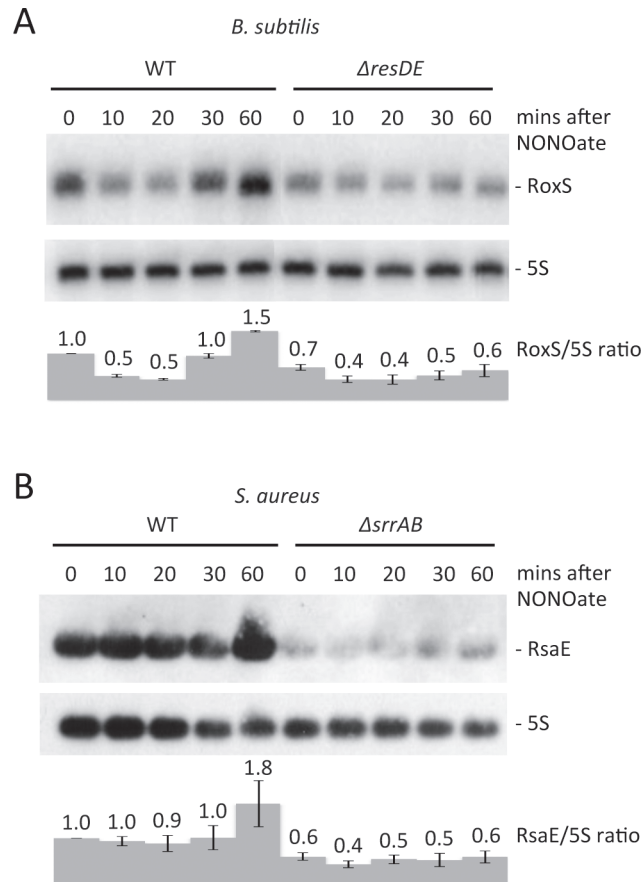 A
B. subtilis
WT ΔresDE
0 10 20 30 60 0 10 20 30 60 mins after
NONOate
- RoxS
- 5S
1.0 0.5 0.5 1.0 1.5 0.7 0.4 0.4 0.5 0.6 RoxS/5S ratio
B
S. aureus
WT ΔsrrAB
0 10 20 30 60 0 10 20 30 60 mins after
NONOate
- RsaE
- 5S
1.0 1.0 0.9 1.0 1.8 0.6 0.4 0.5 0.5 0.6 RsaE/5S ratio